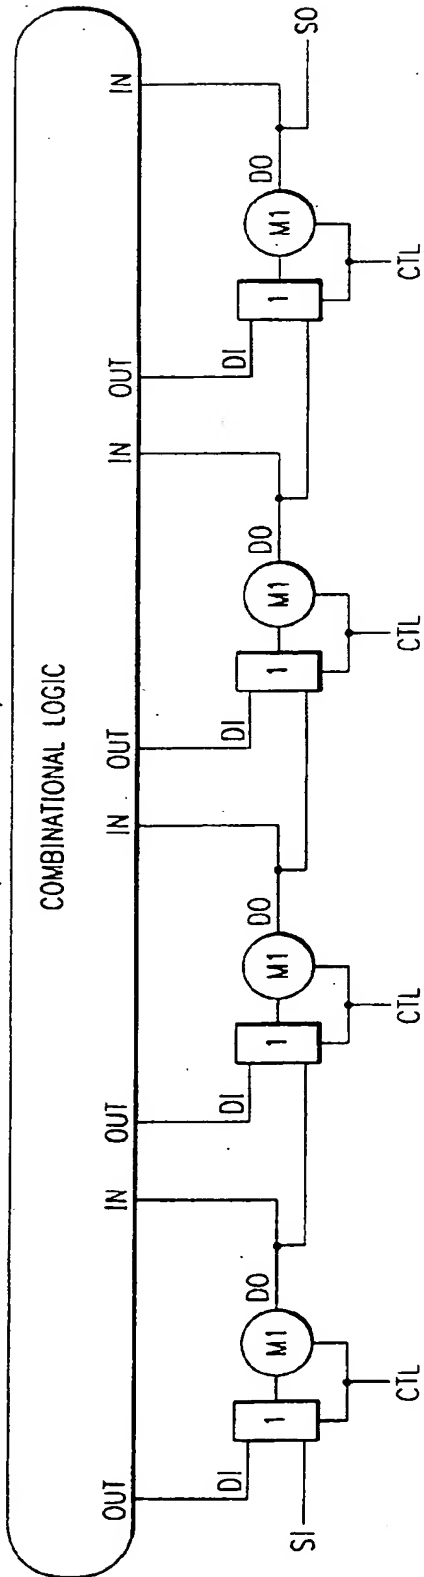 COMBINATIONAL LOGIC
OUT IN OUT IN OUT IN OUT IN
DI DO DI DO DI DO DI DO
SI 1 M1 1 M1 1 M1 1 M1 SO
CTL CTL CTL CTL